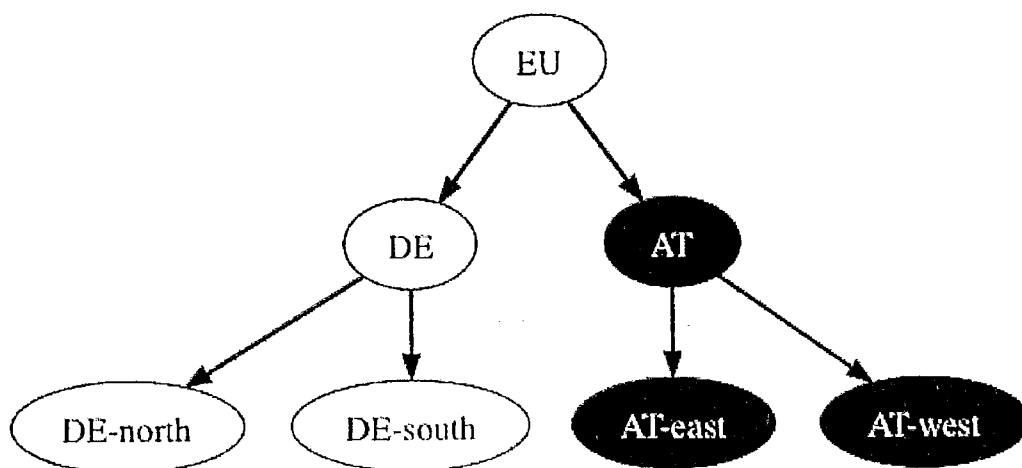 EU
DE
AT
DE-north
DE-south
AT-east
AT-west